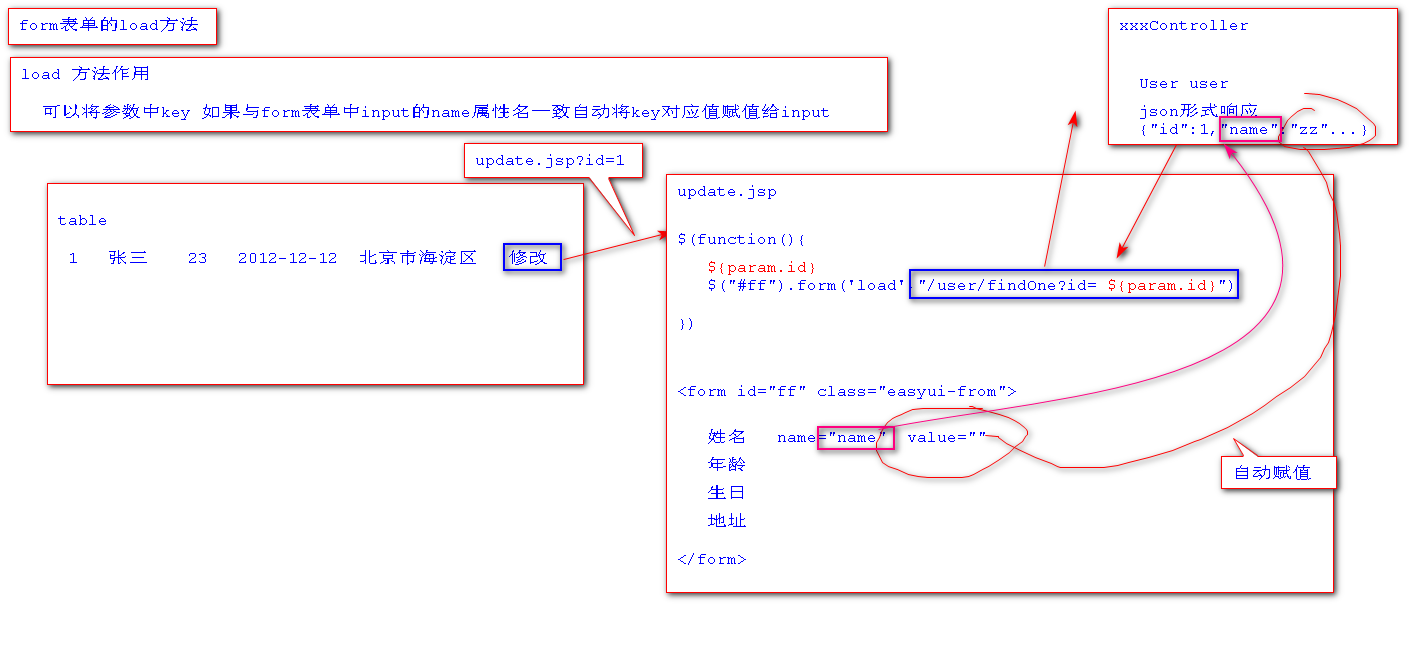 form表单的load方法
load 方法作用
可以将参数中key 如果与form表单中input的name属性名一致自动将key对应值赋值给input
xxxController
User user
json形式响应
{"id":1,"name":"zz"...}
update.jsp?id=1
table
1 张三 23 2012-12-12 北京市海淀区 修改
update.jsp
$(function(){
${param.id}
$("#ff").form('load',"/user/findOne?id= ${param.id}")
})
<form id="ff" class="easyui-from">
姓名 name="name" value=""
年龄
生日
地址
</form>
自动赋值